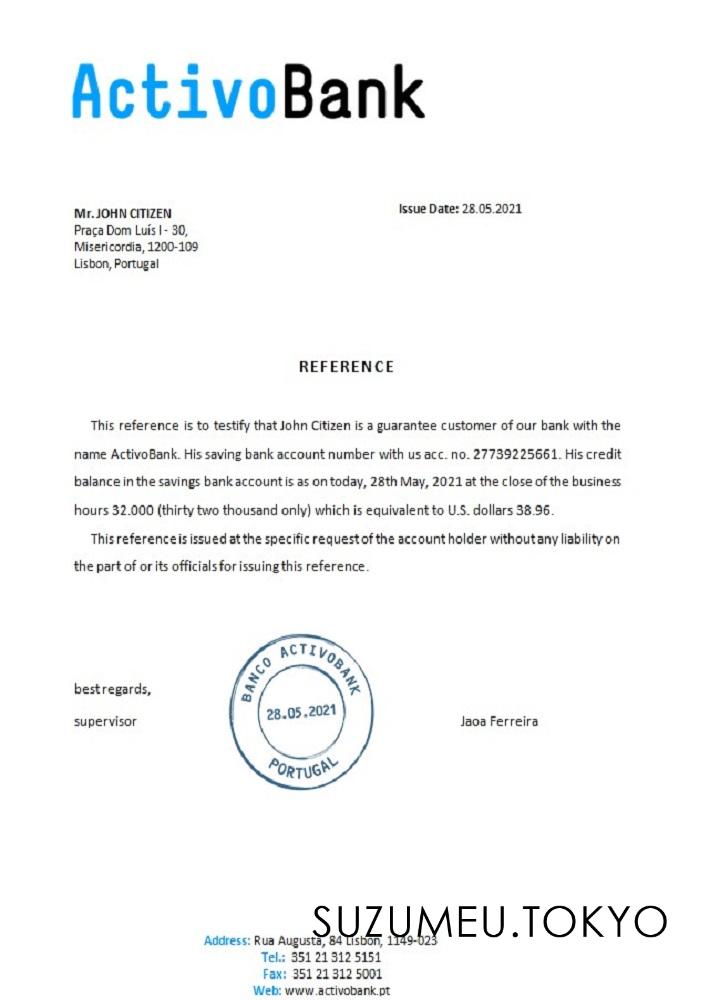 ActivoBank
Mr. JOHN CITIZEN
Issue Date: 28.05.2021
Praça Dom Luís I - 30,
Misericordia, 1200-109
Lisbon, Portugal
REFERENCE
This reference is to testify that John Citizen is a guarantee customer of our bank with the
name ActivoBank. His saving bank account number with us acc. no. 27739225661. His credit
balance in the savings bank account is as on today, 28th May, 2021 at the close of the business
hours 32.000 (thirty two thousand only) which is equivalent to U.S. dollars 38.96.
This reference is issued at the specific request of the account holder without any liability on
the part of or its officials for issuing this reference.
best regards,
supervisor
BANCO ACTIVOBANK
28.05.2021
PORTUGAL
Jaoa Ferreira
SUZUMEU.TOKYO
Address: Rua Augusta, 84 Lisbon, 1149-023
Tel.: 351 21 312 5151
Fax: 351 21 312 5001
Web: www.activobank.pt